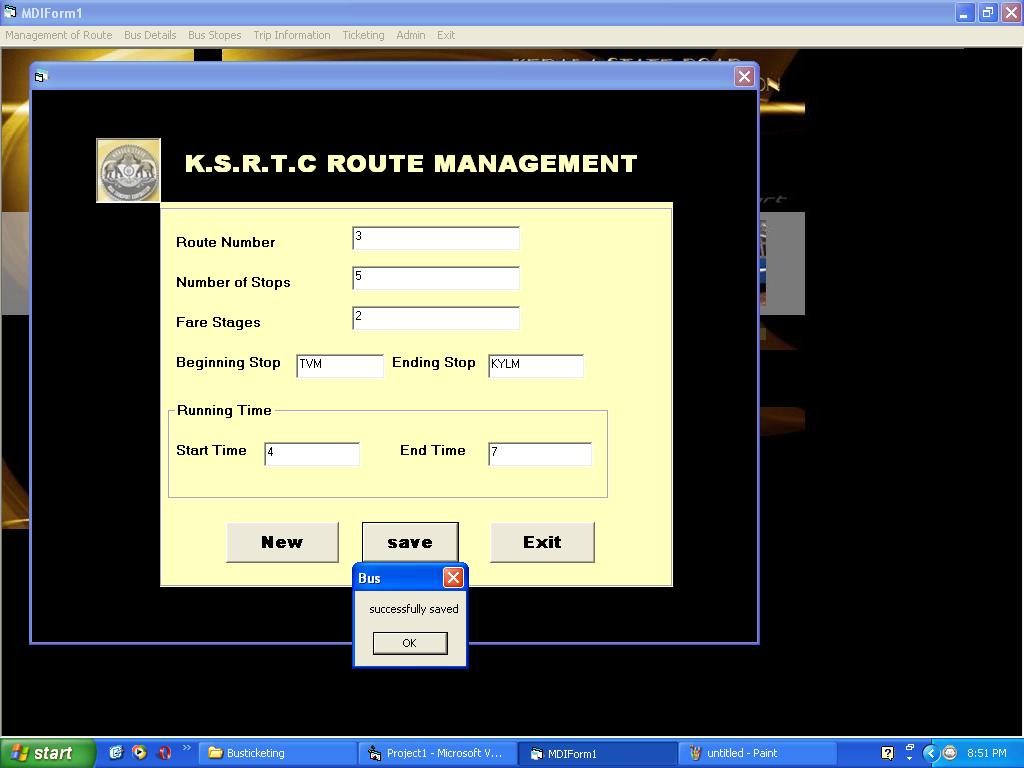 MDIForm1
Management of Route Bus Details Bus Stopes Trip Information Ticketing Admin Exit
K.S.R.T.C ROUTE MANAGEMENT
Route Number 3
Number of Stops 5
Fare Stages 2
Beginning Stop TVM Ending Stop KYLM
Running Time
Start Time 4 End Time 7
New save Exit
Bus
successfully saved
OK
start Busticketing Project1 - Microsoft V... MDIForm1 untitled - Paint 8:51 PM